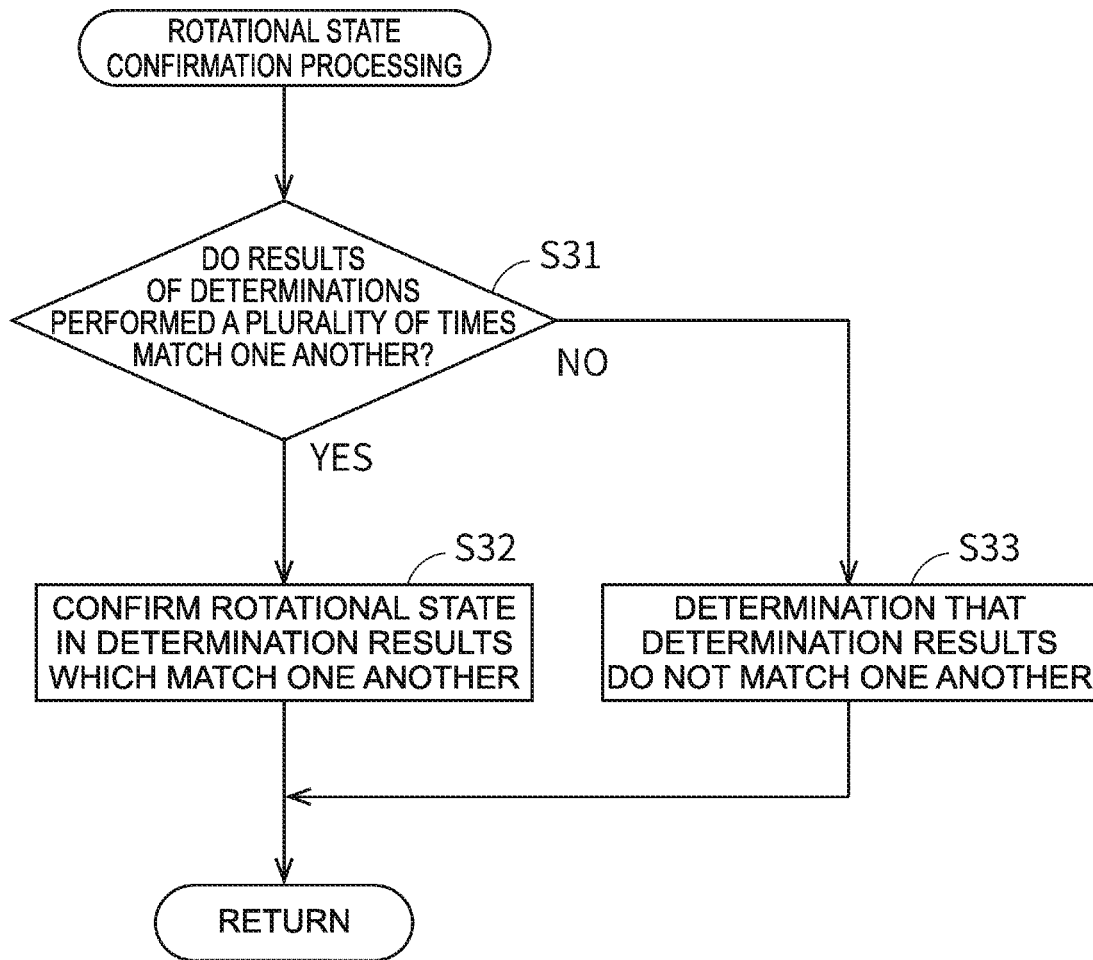 ROTATIONAL STATE
CONFIRMATION PROCESSING
DO RESULTS
OF DETERMINATIONS
PERFORMED A PLURALITY OF TIMES
MATCH ONE ANOTHER?
S31
NO
YES
S32
CONFIRM ROTATIONAL STATE
IN DETERMINATION RESULTS
WHICH MATCH ONE ANOTHER
S33
DETERMINATION THAT
DETERMINATION RESULTS
DO NOT MATCH ONE ANOTHER
RETURN